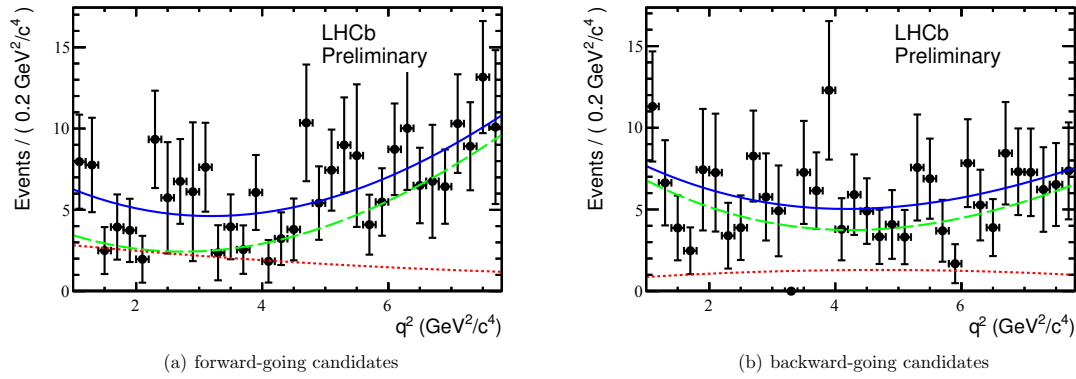 Events / ( 0.2 GeV²/c⁴ )
15
10
5
0
LHCb
Preliminary
2 4 6
q² (GeV²/c⁴)
(a) forward-going candidates
Events / ( 0.2 GeV²/c⁴ )
15
10
5
0
LHCb
Preliminary
2 4 6
q² (GeV²/c⁴)
(b) backward-going candidates